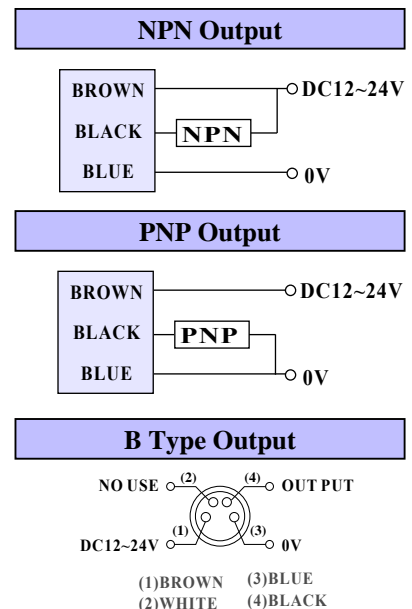 NPN Output
BROWN DC12~24V
BLACK NPN
BLUE 0V
PNP Output
BROWN DC12~24V
BLACK PNP
BLUE 0V
B Type Output
NO USE (2) (4) OUT PUT
DC12~24V (1) (3) 0V
(1)BROWN (3)BLUE
(2)WHITE (4)BLACK